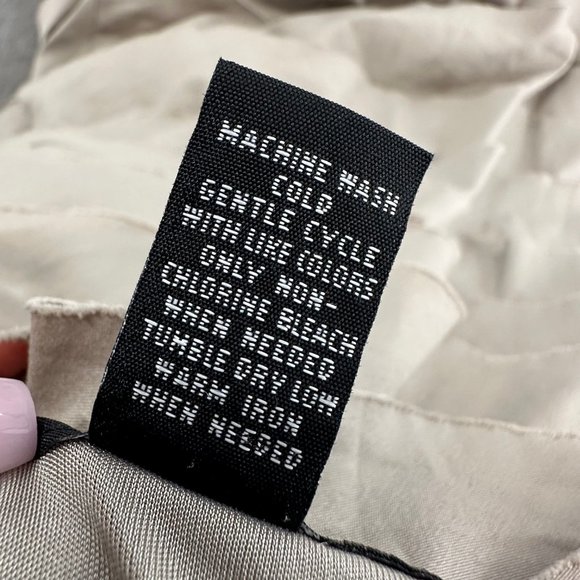 MACHINE WASH
COLD
GENTLE CYCLE
WITH LIKE COLORS
ONLY NON-
CHLORINE BLEACH
WHEN NEEDED
TUMBLE DRY LOW
WARM IRON
WHEN NEEDED